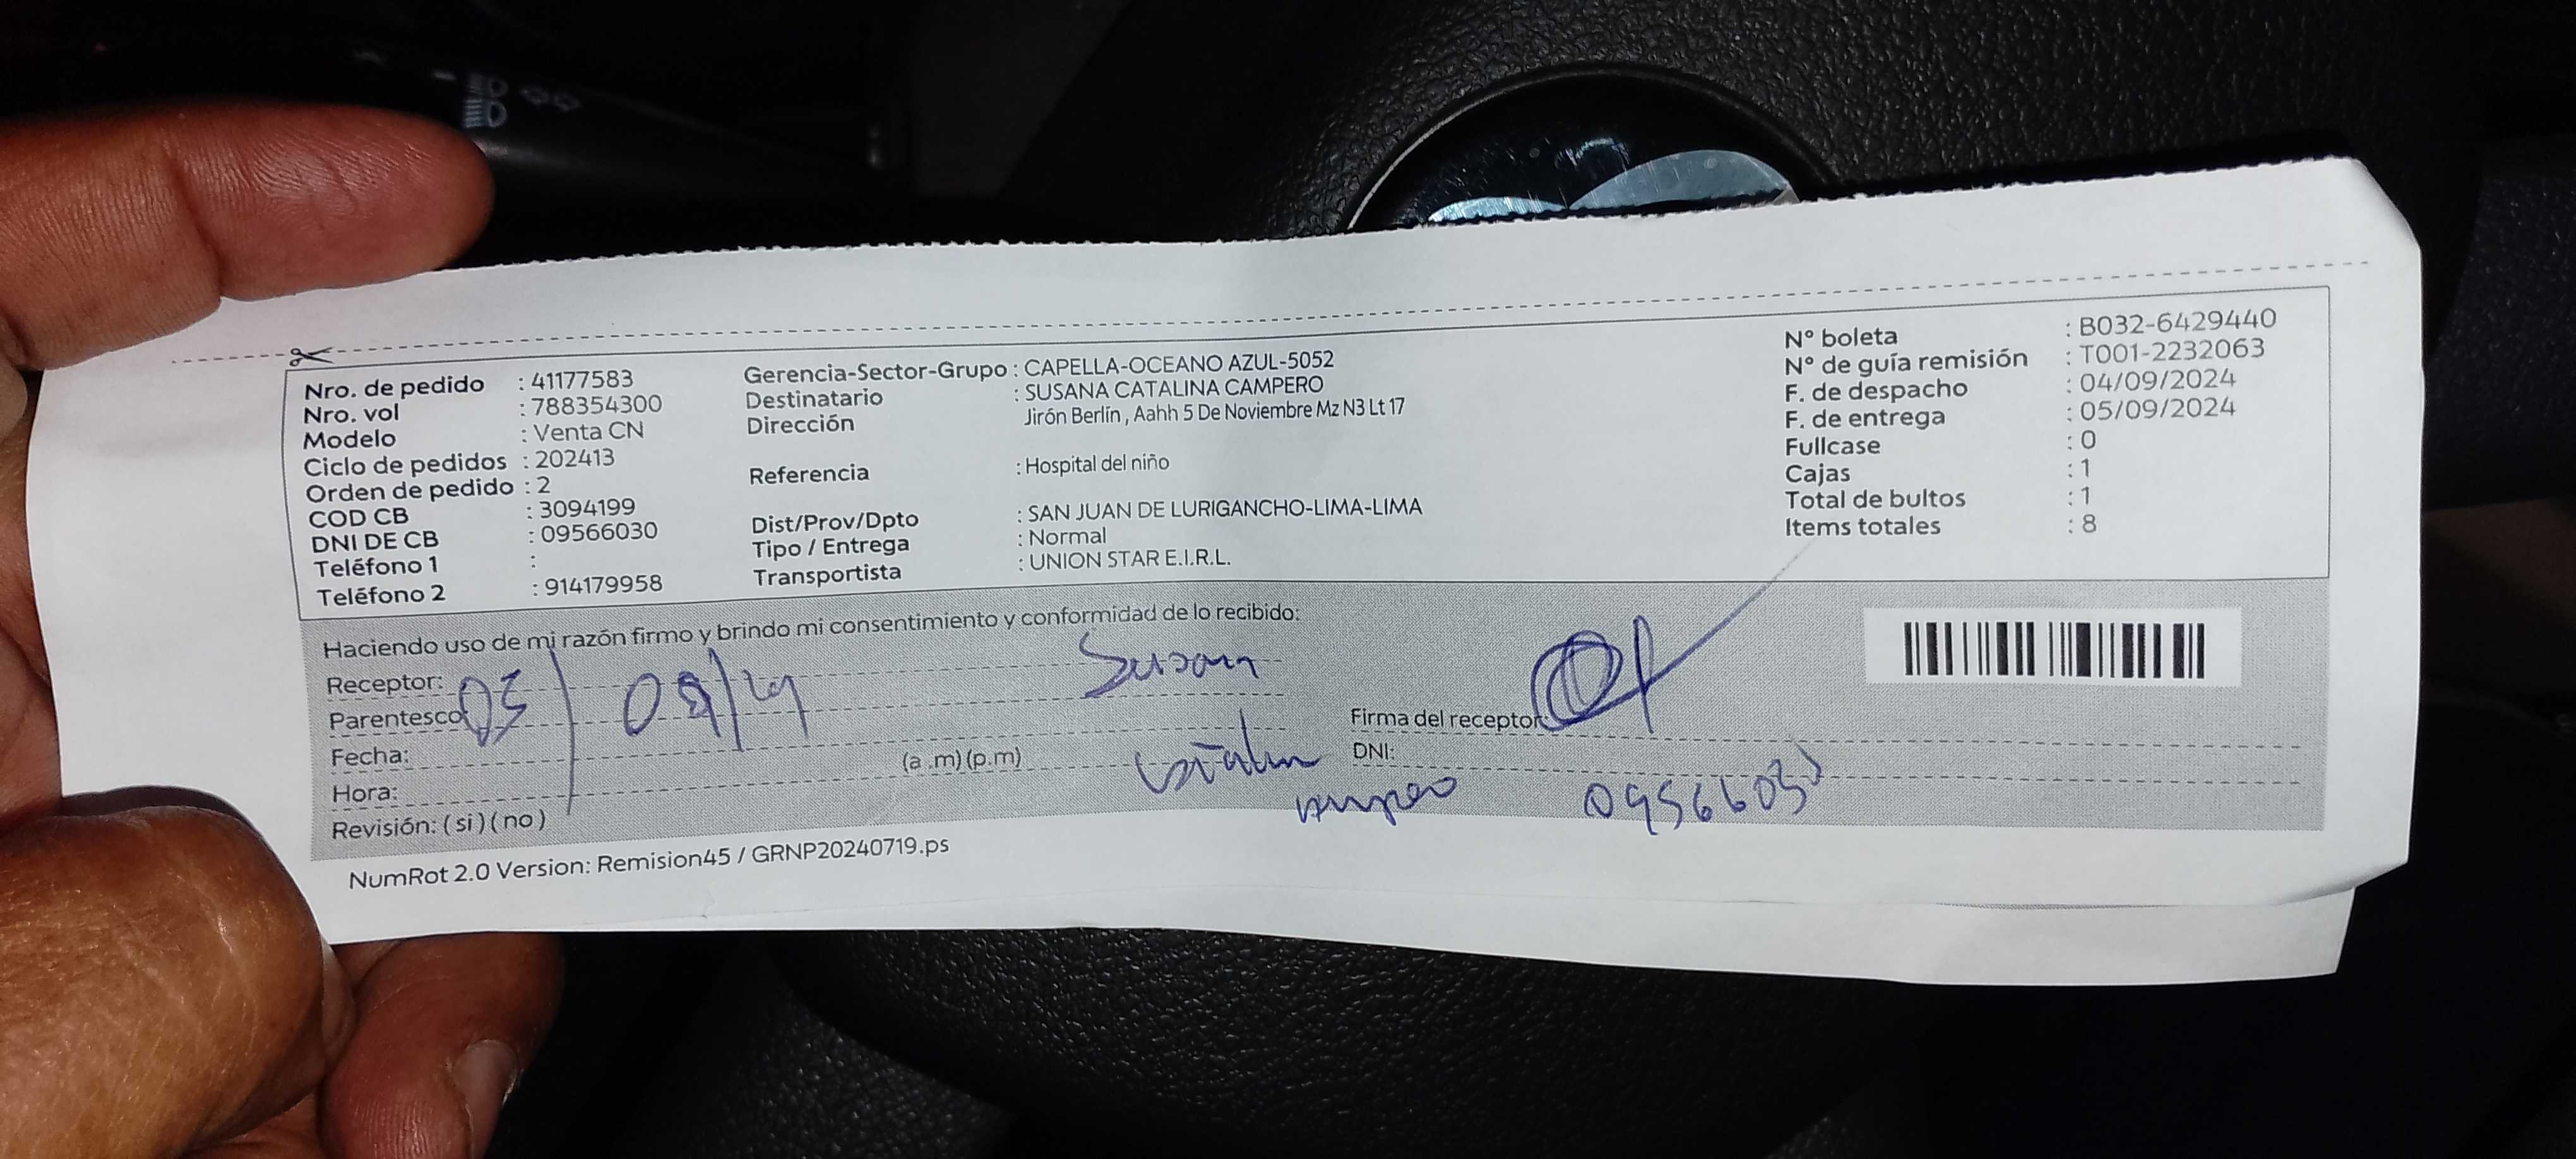 Nro. de pedido : 41177583
Nro. vol : 788354300
Modelo : Venta CN
Ciclo de pedidos : 202413
Orden de pedido : 2
COD CB : 3094199
DNI DE CB : 09566030
Teléfono 1 :
Teléfono 2 : 914179958
Gerencia-Sector-Grupo : CAPELLA-OCEANO AZUL-5052
Destinatario : SUSANA CATALINA CAMPERO
Dirección Jirón Berlín , Aahh 5 De Noviembre Mz N3 Lt 17
Referencia : Hospital del niño
Dist/Prov/Dpto : SAN JUAN DE LURIGANCHO-LIMA-LIMA
Tipo / Entrega : Normal
Transportista : UNION STAR E.I.R.L.
N° boleta : B032-6429440
N° de guía remisión : T001-2232063
F. de despacho : 04/09/2024
F. de entrega : 05/09/2024
Fullcase : 0
Cajas : 1
Total de bultos : 1
Items totales : 8
Haciendo uso de mi razón firmo y brindo mi consentimiento y conformidad de lo recibido:
Receptor:
Parentesco:
Fecha:
Hora: (a .m) (p.m)
Revisión: ( si ) ( no )
05/09/24
Susana
Firma del receptor:
DNI:
09566030
NumRot 2.0 Version: Remision45 / GRNP20240719.ps